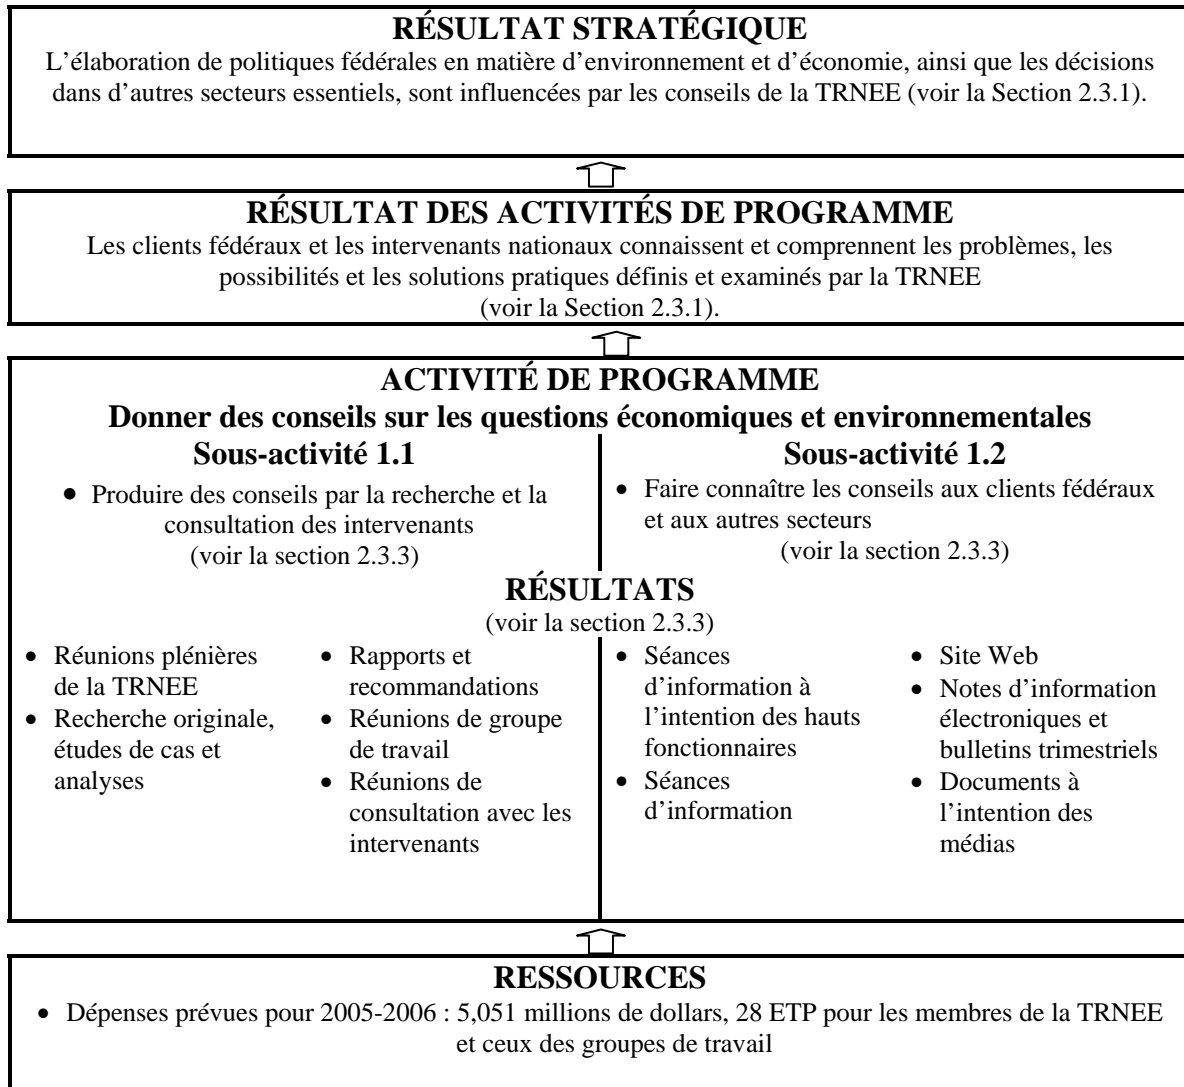 RÉSULTAT STRATÉGIQUE
L'élaboration de politiques fédérales en matière d'environnement et d'économie, ainsi que les décisions
dans d'autres secteurs essentiels, sont influencées par les conseils de la TRNEE (voir la Section 2.3.1).
RÉSULTAT DES ACTIVITÉS DE PROGRAMME
Les clients fédéraux et les intervenants nationaux connaissent et comprennent les problèmes, les
possibilités et les solutions pratiques définis et examinés par la TRNEE
(voir la Section 2.3.1).
ACTIVITÉ DE PROGRAMME
Donner des conseils sur les questions économiques et environnementales
Sous-activité 1.1
• Produire des conseils par la recherche et la
consultation des intervenants
(voir la section 2.3.3)
Sous-activité 1.2
• Faire connaître les conseils aux clients fédéraux
et aux autres secteurs
(voir la section 2.3.3)
RÉSULTATS
(voir la section 2.3.3)
• Réunions plénières
de la TRNEE
• Recherche originale,
études de cas et
analyses
• Rapports et
recommandations
• Réunions de groupe
de travail
• Réunions de
consultation avec les
intervenants
• Séances
d'information à
l'intention des hauts
fonctionnaires
• Séances
d'information
• Site Web
• Notes d'information
électroniques et
bulletins trimestriels
• Documents à
l'intention des
médias
RESSOURCES
• Dépenses prévues pour 2005-2006 : 5,051 millions de dollars, 28 ETP pour les membres de la TRNEE
et ceux des groupes de travail